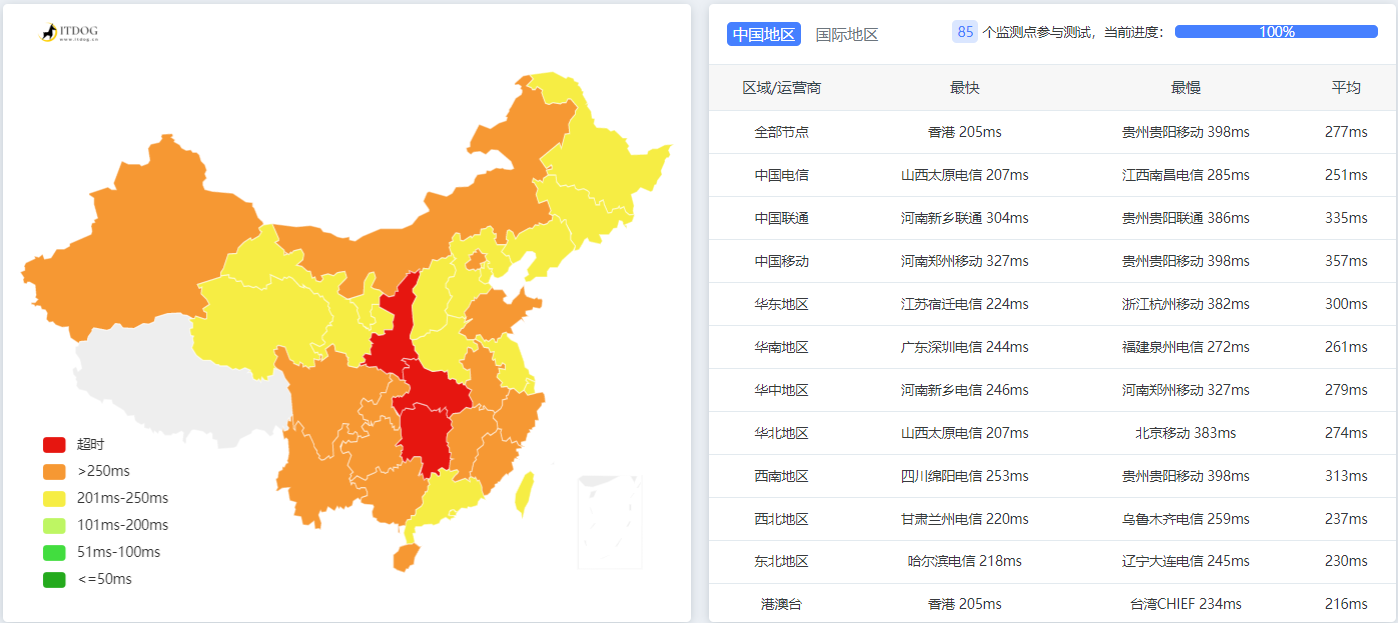 ITDOG
www.itdog.cn
超时
>250ms
201ms-250ms
101ms-200ms
51ms-100ms
<=50ms
中国地区 国际地区 85 个监测点参与测试，当前进度： 100%
区域/运营商 最快 最慢 平均
全部节点 香港 205ms 贵州贵阳移动 398ms 277ms
中国电信 山西太原电信 207ms 江西南昌电信 285ms 251ms
中国联通 河南新乡联通 304ms 贵州贵阳联通 386ms 335ms
中国移动 河南郑州移动 327ms 贵州贵阳移动 398ms 357ms
华东地区 江苏宿迁电信 224ms 浙江杭州移动 382ms 300ms
华南地区 广东深圳电信 244ms 福建泉州电信 272ms 261ms
华中地区 河南新乡电信 246ms 河南郑州移动 327ms 279ms
华北地区 山西太原电信 207ms 北京移动 383ms 274ms
西南地区 四川绵阳电信 253ms 贵州贵阳移动 398ms 313ms
西北地区 甘肃兰州电信 220ms 乌鲁木齐电信 259ms 237ms
东北地区 哈尔滨电信 218ms 辽宁大连电信 245ms 230ms
港澳台 香港 205ms 台湾CHIEF 234ms 216ms